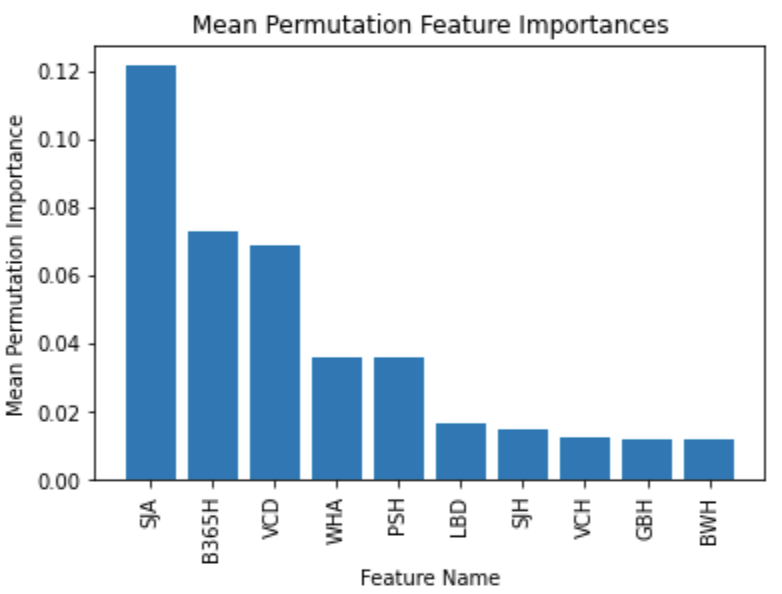 Mean Permutation Feature Importances
Mean Permutation Importance
0.12
0.10
0.08
0.06
0.04
0.02
0.00
SJA
B365H
VCD
WHA
PSH
LBD
SJH
VCH
GBH
BWH
Feature Name